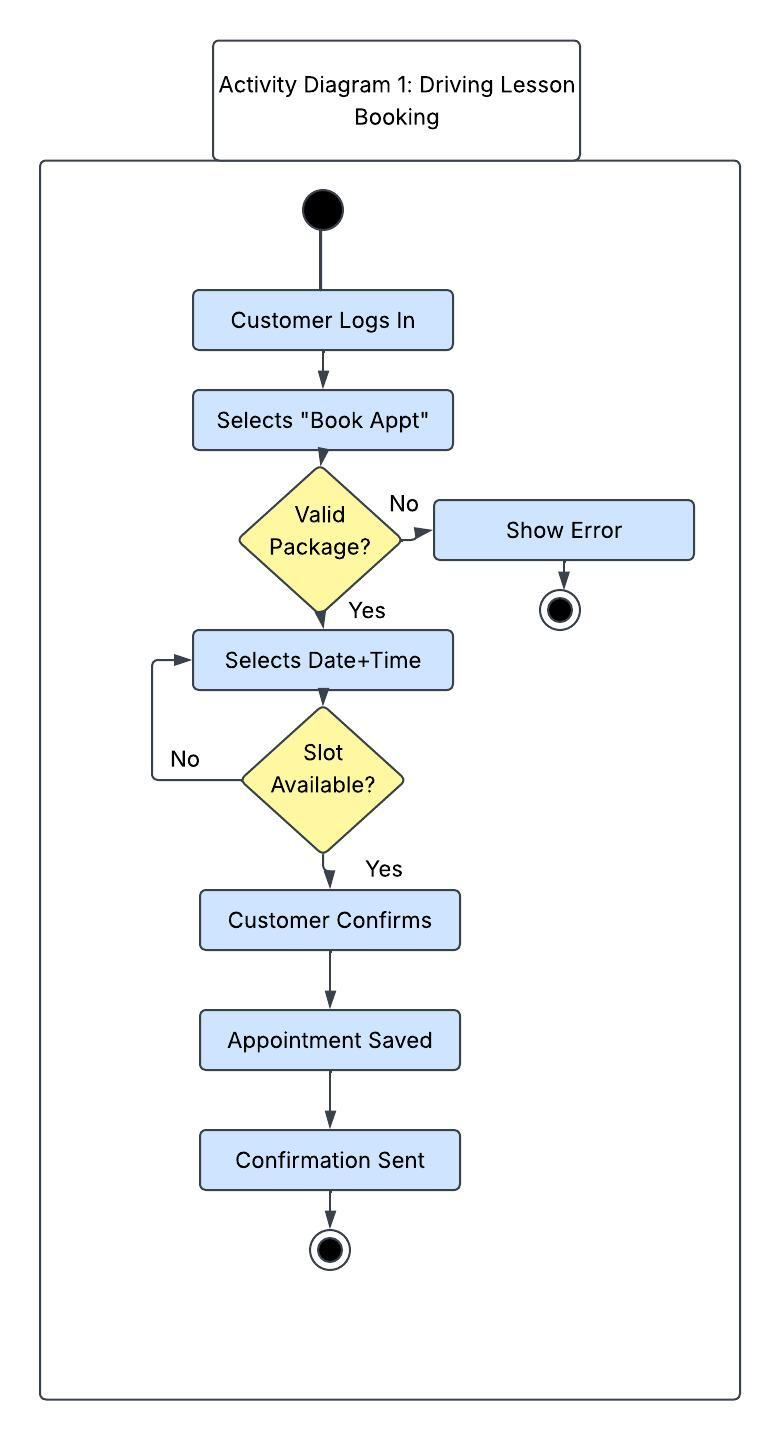 Activity Diagram 1: Driving Lesson
Booking
Customer Logs In
Selects "Book Appt"
Valid
Package?
No
Show Error
Yes
Selects Date+Time
Slot
Available?
No
Yes
Customer Confirms
Appointment Saved
Confirmation Sent